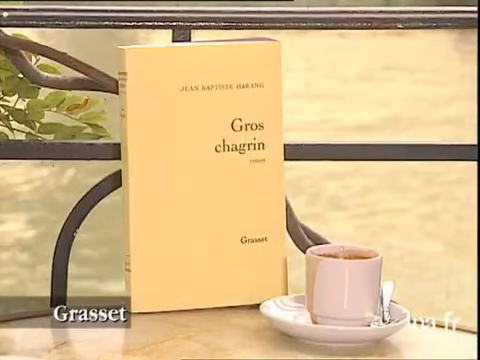 JEAN-BAPTISTE HARANG
Gros
chagrin
roman
Grasset
Grasset
ina.fr